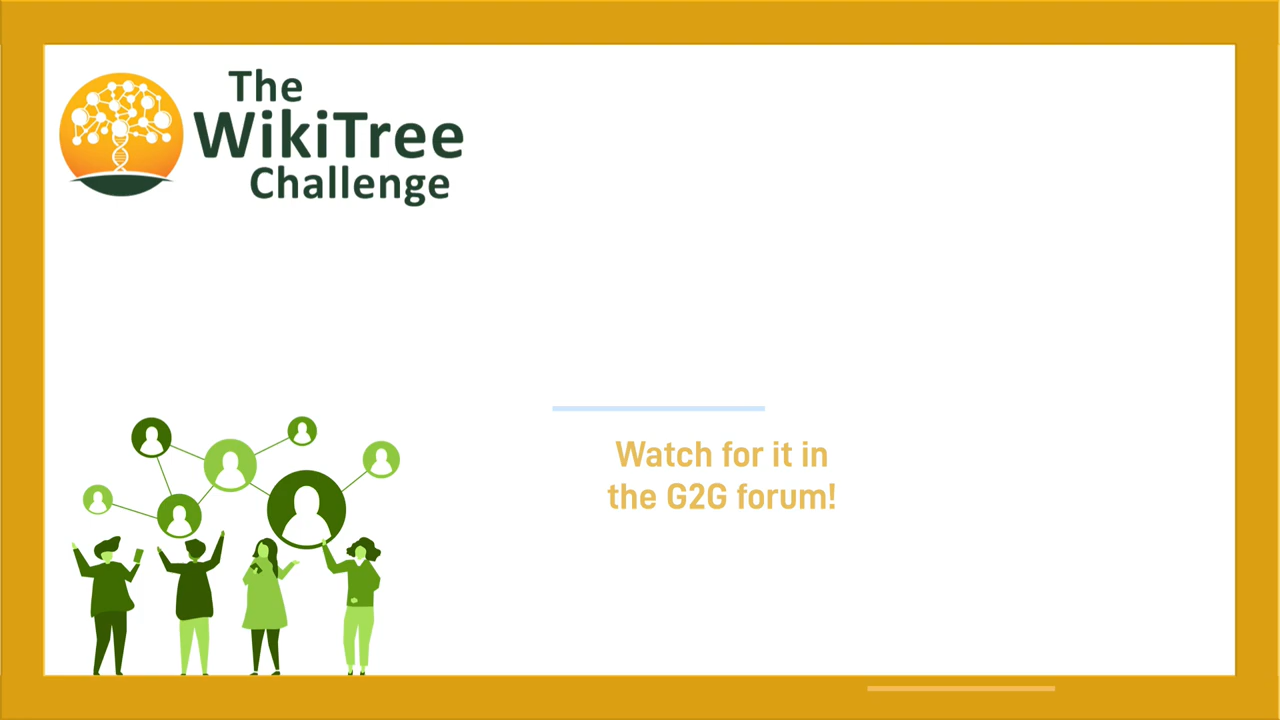 The
WikiTree
Challenge
Watch for it in
the G2G forum!